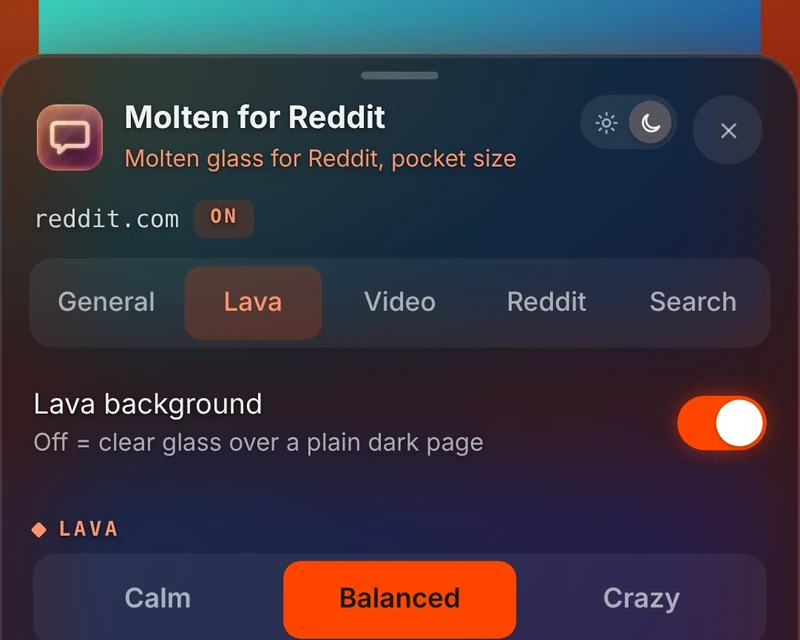 Molten for Reddit
Molten glass for Reddit, pocket size
reddit.com ON
General Lava Video Reddit Search
Lava background
Off = clear glass over a plain dark page
LAVA
Calm Balanced Crazy